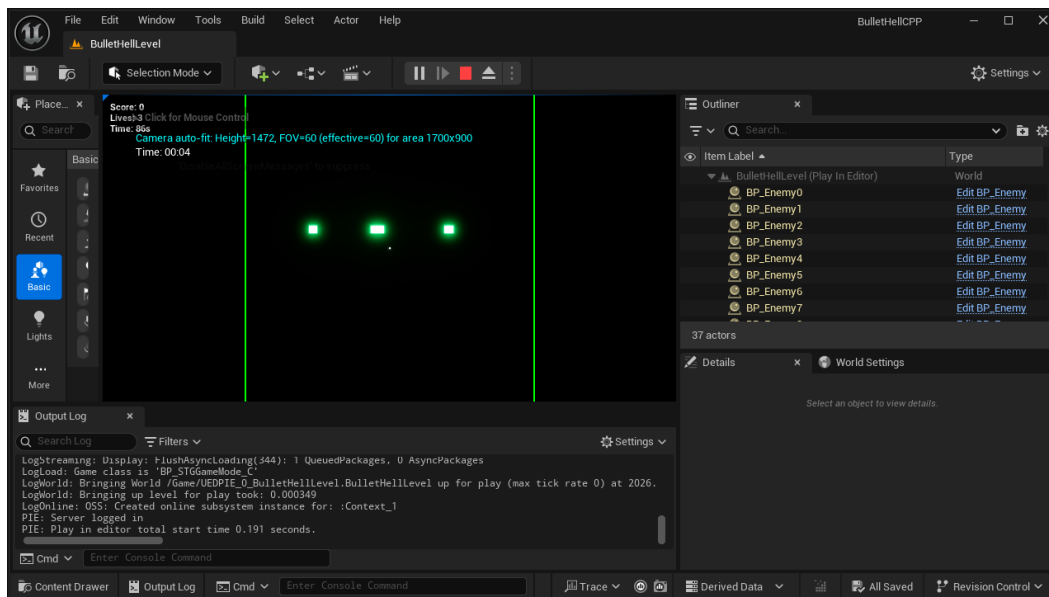 File Edit Window Tools Build Select Actor Help
BulletHellCPP
BulletHellLevel
Selection Mode
Settings
Place...
Search
Basic
Favorites
Recent
Basic
Lights
More
Score: 0
Lives: 3 Click for Mouse Control
Time: 86s
Camera auto-fit: Height=1472, FOV=60 (effective=60) for area 1700x900
Time: 00:04
Outliner
Search...
Item Label Type
BulletHellLevel (Play In Editor) World
BP_Enemy0 Edit BP_Enemy
BP_Enemy1 Edit BP_Enemy
BP_Enemy2 Edit BP_Enemy
BP_Enemy3 Edit BP_Enemy
BP_Enemy4 Edit BP_Enemy
BP_Enemy5 Edit BP_Enemy
BP_Enemy6 Edit BP_Enemy
BP_Enemy7 Edit BP_Enemy
37 actors
Details World Settings
Select an object to view details.
Output Log
Search Log Filters Settings
LogStreaming: Display: FlushAsyncLoading(344): 1 QueuedPackages, 0 AsyncPackages
LogLoad: Game class is 'BP_STGGameMode_C'
LogWorld: Bringing World /Game/UEDPIE_0_BulletHellLevel.BulletHellLevel up for play (max tick rate 0) at 2026.
LogWorld: Bringing up level for play took: 0.000349
LogOnline: OSS: Created online subsystem instance for: :Context_1
PIE: Server logged in
PIE: Play in editor total start time 0.191 seconds.
Cmd Enter Console Command
Content Drawer Output Log Cmd Enter Console Command Trace Derived Data All Saved Revision Control